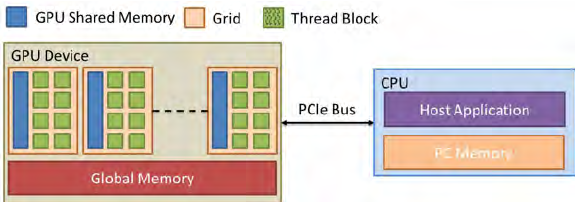 GPU Shared Memory Grid Thread Block
GPU Device
CPU
PCIe Bus
Host Application
PC Memory
Global Memory